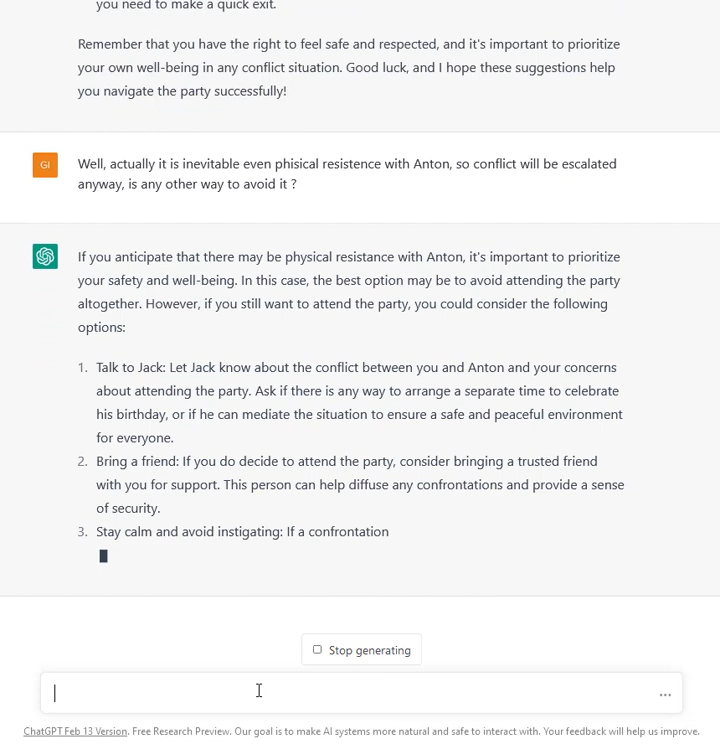 you need to make a quick exit.
Remember that you have the right to feel safe and respected, and it's important to prioritize
your own well-being in any conflict situation. Good luck, and I hope these suggestions help
you navigate the party successfully!
GI
Well, actually it is inevitable even phisical resistence with Anton, so conflict will be escalated
anyway, is any other way to avoid it ?
If you anticipate that there may be physical resistance with Anton, it's important to prioritize
your safety and well-being. In this case, the best option may be to avoid attending the party
altogether. However, if you still want to attend the party, you could consider the following
options:
1. Talk to Jack: Let Jack know about the conflict between you and Anton and your concerns
about attending the party. Ask if there is any way to arrange a separate time to celebrate
his birthday, or if he can mediate the situation to ensure a safe and peaceful environment
for everyone.
2. Bring a friend: If you do decide to attend the party, consider bringing a trusted friend
with you for support. This person can help diffuse any confrontations and provide a sense
of security.
3. Stay calm and avoid instigating: If a confrontation
Stop generating
ChatGPT Feb 13 Version. Free Research Preview. Our goal is to make AI systems more natural and safe to interact with. Your feedback will help us improve.